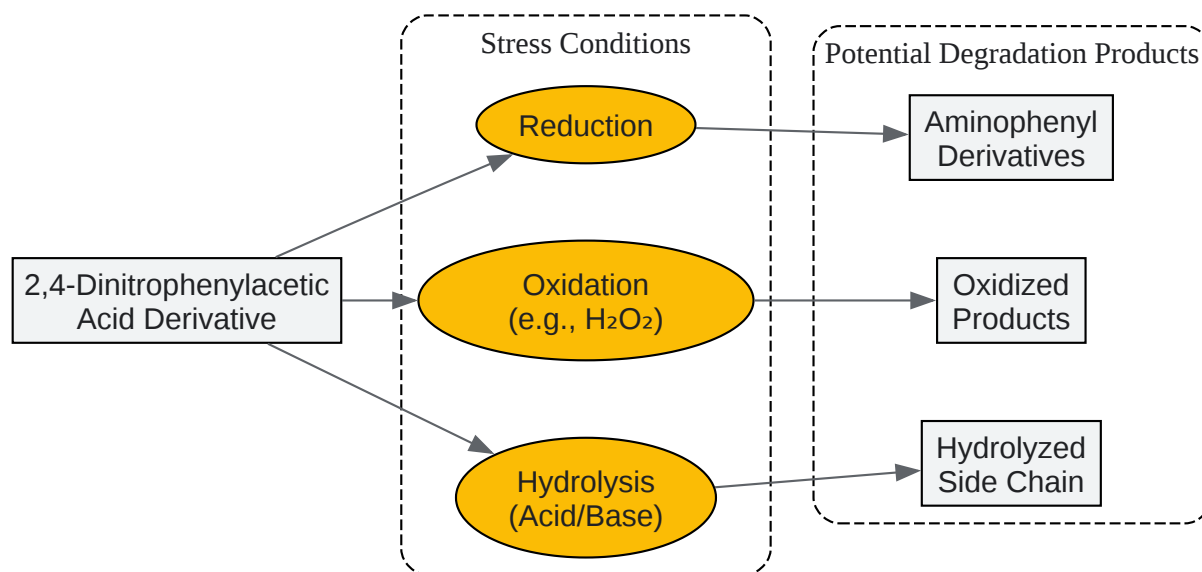 Stress Conditions
Potential Degradation Products
Reduction
Aminophenyl
Derivatives
2,4-Dinitrophenylacetic
Acid Derivative
Oxidation
(e.g., H₂O₂)
Oxidized
Products
Hydrolysis
(Acid/Base)
Hydrolyzed
Side Chain